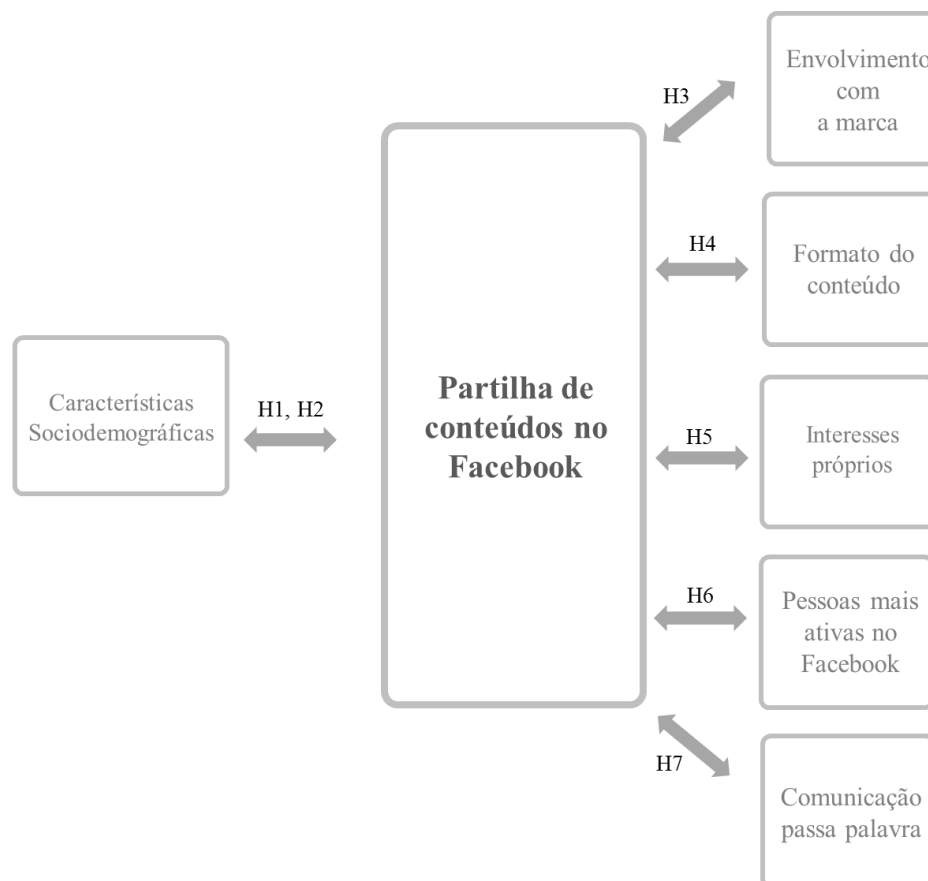 Características
Sociodemográficas
H1, H2
Partilha de
conteúdos no
Facebook
H3
Envolvimento
com
a marca
H4
Formato do
conteúdo
H5
Interesses
próprios
H6
Pessoas mais
ativas no
Facebook
H7
Comunicação
passa palavra